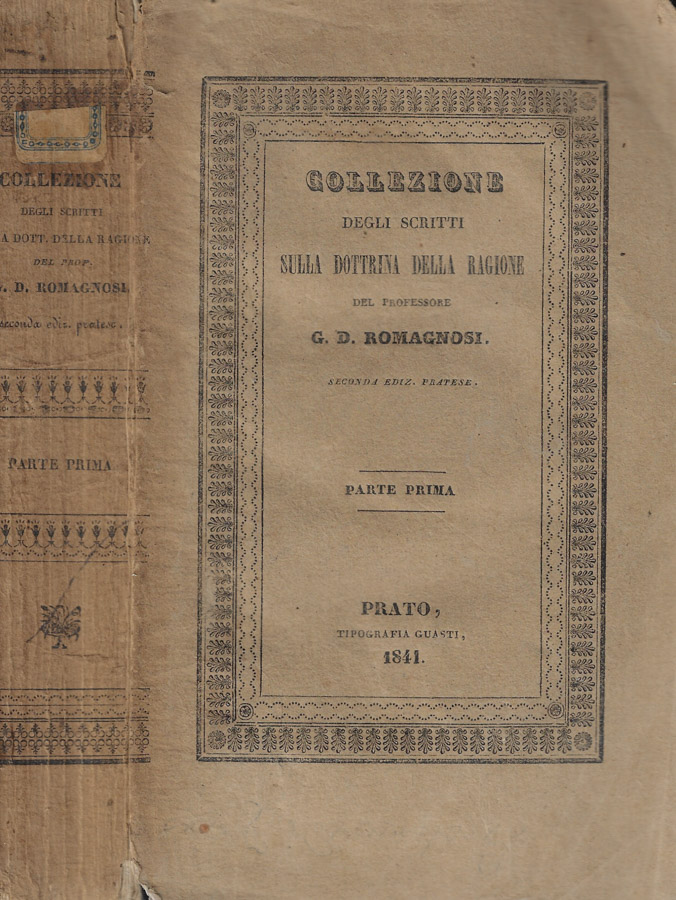 COLLEZIONE
DEGLI SCRITTI
A DOTT. DELLA RAGIONE
DEL PROF.
G. D. ROMAGNOSI
seconda ediz. pratese.
PARTE PRIMA
COLLEZIONE
DEGLI SCRITTI
SULLA DOTTRINA DELLA RAGIONE
DEL PROFESSORE
G. D. ROMAGNOSI.
SECONDA EDIZ. PRATESE.
PARTE PRIMA
PRATO,
TIPOGRAFIA GUASTI,
1841.